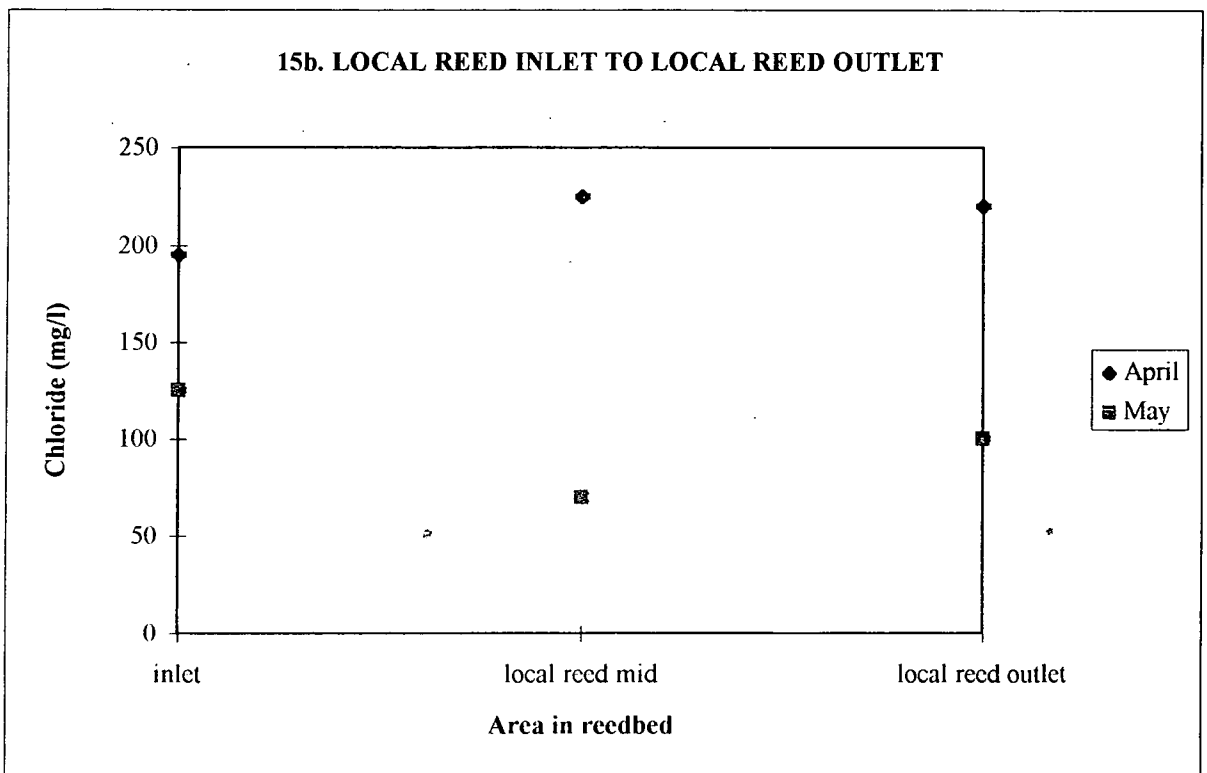 15b. LOCAL REED INLET TO LOCAL REED OUTLET
250
200
150
100
50
0
Chloride (mg/l)
inlet
local reed mid
local reed outlet
Area in reedbed
April
May